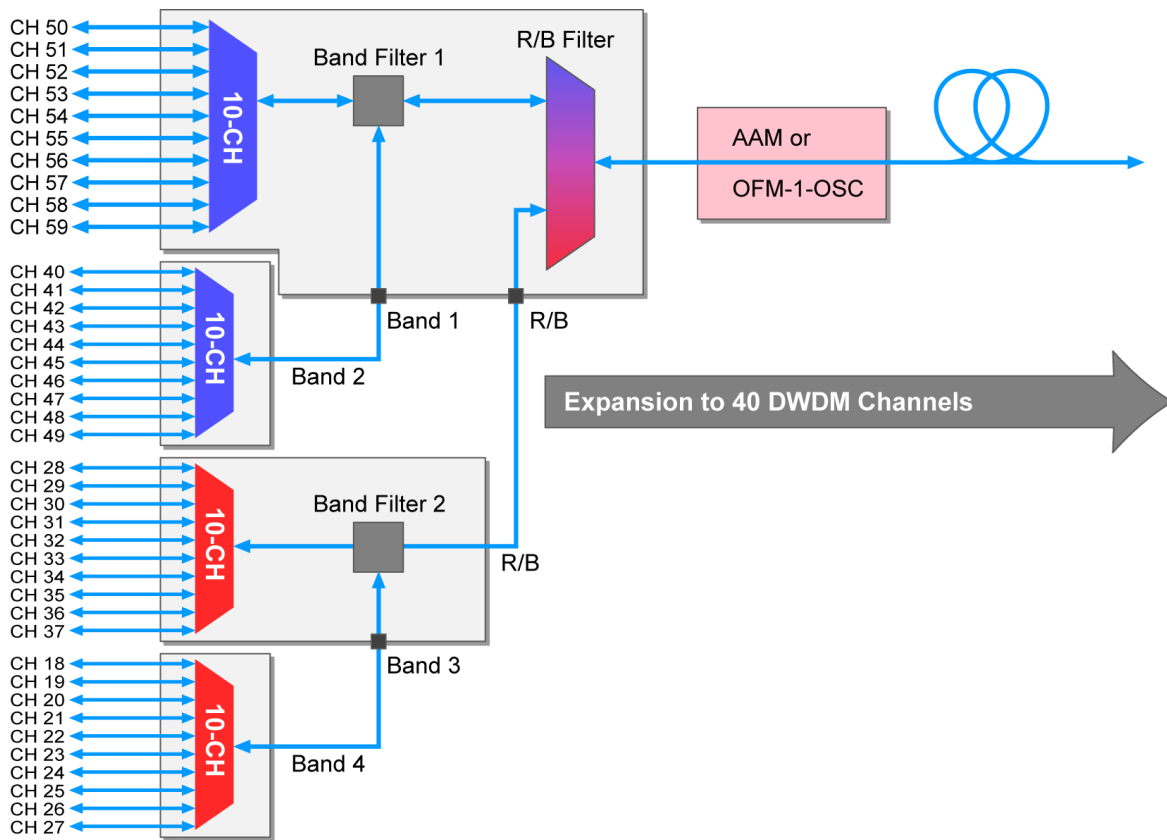 CH 50
CH 51
CH 52
CH 53
CH 54
CH 55
CH 56
CH 57
CH 58
CH 59
10-CH
Band Filter 1
R/B Filter
AAM or
OFM-1-OSC
Band 1
R/B
CH 40
CH 41
CH 42
CH 43
CH 44
CH 45
CH 46
CH 47
CH 48
CH 49
10-CH
Band 2
Expansion to 40 DWDM Channels
CH 28
CH 29
CH 30
CH 31
CH 32
CH 33
CH 34
CH 35
CH 36
CH 37
10-CH
Band Filter 2
R/B
Band 3
CH 18
CH 19
CH 20
CH 21
CH 22
CH 23
CH 24
CH 25
CH 26
CH 27
10-CH
Band 4